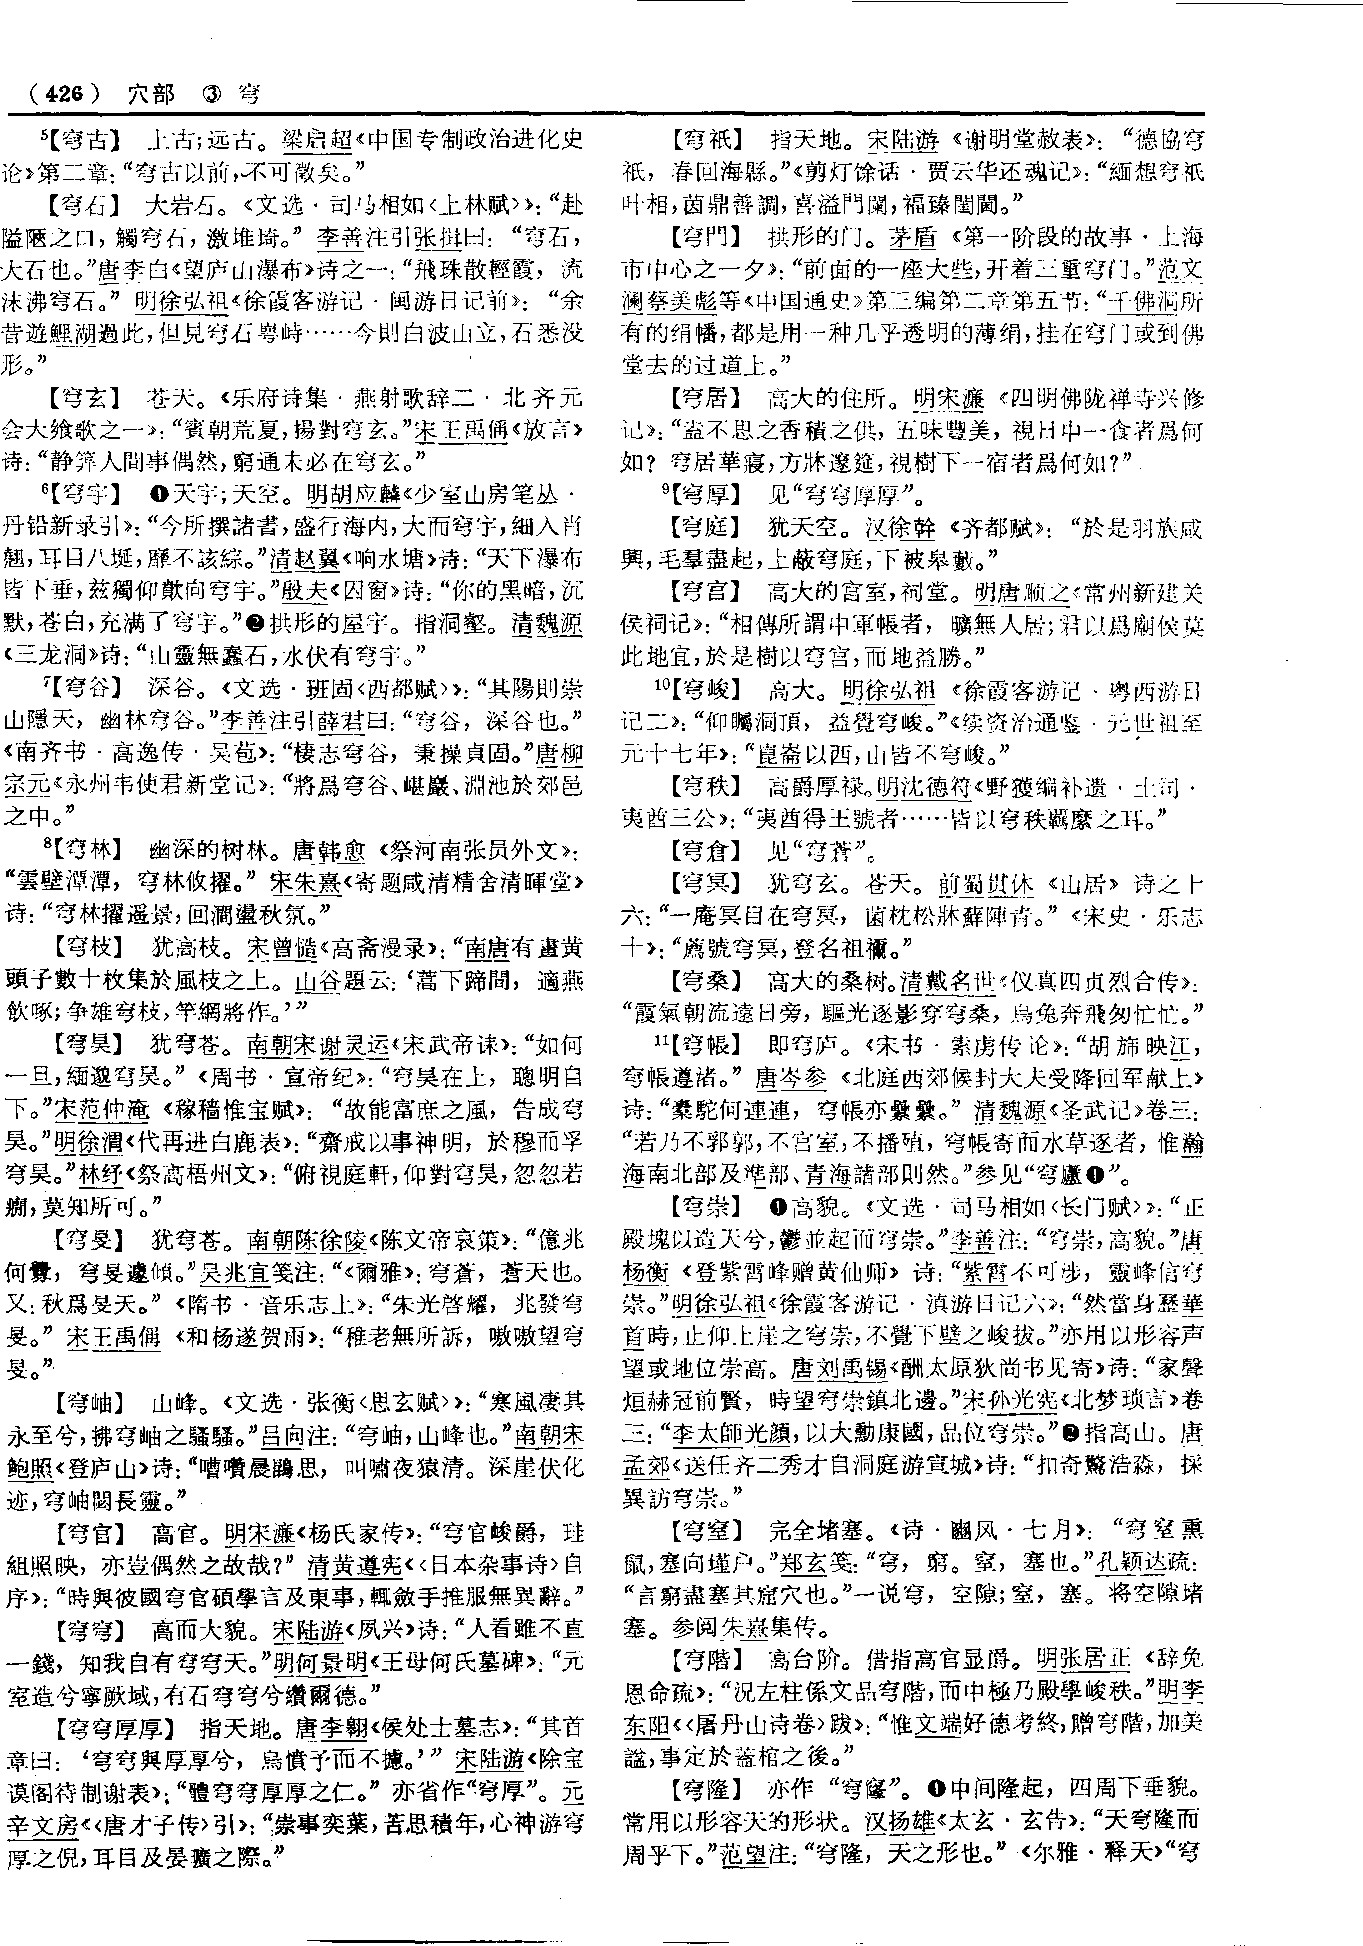 （426） 穴部 ③ 穹
⁵【穹古】 上古；远古。梁启超《中国专制政治进化史
论》第二章：“穹古以前，不可徵矣。”
【穹石】 大岩石。《文选·司马相如〈上林赋〉》：“赴
隘陿之口，觸穹石，激堆埼。”李善注引张揖曰：“穹石，
大石也。”唐李白《望庐山瀑布》诗之一：“飛珠散輕霞，流
沫沸穹石。”明徐弘祖《徐霞客游记·闽游日记前》：“余
昔遊鯉湖過此，但見穹石㟧峙……今則白波山立，石悉没
形。”
【穹玄】 苍天。《乐府诗集·燕射歌辞二·北齐元
会大飨歌之一》：“賓朝荒夏，揚對穹玄。”宋王禹偁《放言》
诗：“静算人間事偶然，窮通未必在穹玄。”
⁶【穹宇】 ❶天宇；天空。明胡应麟《少室山房笔丛·
丹铅新录引》：“今所撰諸書，盛行海内，大而穹宇，細入肖
翹，耳目八埏，靡不該綜。”清赵翼《响水塘》诗：“天下瀑布
皆下垂，兹獨仰歕向穹宇。”殷夫《囚窗》诗：“你的黑暗，沉
默，苍白，充满了穹宇。”❷拱形的屋宇。指洞壑。清魏源
《三龙洞》诗：“山靈無蠢石，水伏有穹宇。”
⁷【穹谷】 深谷。《文选·班固〈西都赋〉》：“其陽則崇
山隱天，幽林穹谷。”李善注引薛君曰：“穹谷，深谷也。”
《南齐书·高逸传·吴苞》：“棲志穹谷，秉操貞固。”唐柳
宗元《永州韦使君新堂记》：“將爲穹谷、嵁巖、淵池於郊邑
之中。”
⁸【穹林】 幽深的树林。唐韩愈《祭河南张员外文》：
“雲壁潭潭，穹林攸擢。”宋朱熹《寄题咸清精舍清暉堂》
诗：“穹林擢遥景，回澗盪秋氛。”
【穹枝】 犹高枝。宋曾慥《高斋漫录》：“南唐有畫黄
頭子數十枚集於風枝之上。山谷題云：‘蒿下蹄間，適燕
飲啄；争雄穹枝，竿網將作。’”
【穹昊】 犹穹苍。南朝宋谢灵运《宋武帝诔》：“如何
一旦，緬邈穹昊。”《周书·宣帝纪》：“穹昊在上，聰明自
下。”宋范仲淹《稼穑惟宝赋》：“故能富庶之風，告成穹
昊。”明徐渭《代再进白鹿表》：“齋戒以事神明，於穆而孚
穹昊。”林纾《祭高梧州文》：“俯視庭軒，仰對穹昊，忽忽若
癇，莫知所可。”
【穹旻】 犹穹苍。南朝陈徐陵《陈文帝哀策》：“億兆
何釁，穹旻遽傾。”吴兆宜笺注：“《爾雅》：穹蒼，蒼天也。
又：秋爲旻天。”《隋书·音乐志上》：“朱光啓耀，兆發穹
旻。”宋王禹偁《和杨遂贺雨》：“稚老無所訴，嗷嗷望穹
旻。”
【穹岫】 山峰。《文选·张衡〈思玄赋〉》：“寒風凄其
永至兮，拂穹岫之騷騷。”吕向注：“穹岫，山峰也。”南朝宋
鲍照《登庐山》诗：“嘈囋晨鵾思，叫嘯夜猿清。深崖伏化
迹，穹岫閟長靈。”
【穹官】 高官。明宋濂《杨氏家传》：“穹官峻爵，珪
組照映，亦豈偶然之故哉？”清黄遵宪《〈日本杂事诗〉自
序》：“時與彼國穹官碩學言及東事，輒斂手推服無異辭。”
【穹穹】 高而大貌。宋陆游《夙兴》诗：“人看雖不直
一錢，知我自有穹穹天。”明何景明《王母何氏墓碑》：“元
室造兮寧厥域，有石穹穹兮纘爾德。”
【穹穹厚厚】 指天地。唐李翱《侯处士墓志》：“其首
章曰：‘穹穹與厚厚兮，烏憤予而不摅。’”宋陆游《除宝
谟阁待制谢表》：“體穹穹厚厚之仁。”亦省作“穹厚”。元
辛文房《〈唐才子传〉引》：“崇事奕葉，苦思積年，心神游穹
厚之倪，耳目及晏曠之際。”
【穹祇】 指天地。宋陆游《谢明堂赦表》：“德協穹
祇，春回海縣。”《剪灯馀话·贾云华还魂记》：“緬想穹祇
叶相，茵鼎善調，喜溢門闌，福臻閨閫。”
【穹門】 拱形的门。茅盾《第一阶段的故事·上海
市中心之一夕》：“前面的一座大些，开着三重穹门。”范文
澜蔡美彪等《中国通史》第三编第二章第五节：“千佛洞所
有的绢幡，都是用一种几乎透明的薄绢，挂在穹门或到佛
堂去的过道上。”
【穹居】 高大的住所。明宋濂《四明佛陇禅寺兴修
记》：“盍不思之香積之供，五味豐美，視日中一食者爲何
如？穹居華寢，方牀邃筵，視樹下一宿者爲何如？”
⁹【穹厚】 见“穹穹厚厚”。
【穹庭】 犹天空。汉徐幹《齐都赋》：“於是羽族咸
興，毛羣盡起，上蔽穹庭，下被皋藪。”
【穹宫】 高大的宫室，祠堂。明唐顺之《常州新建关
侯祠记》：“相傳所謂中軍帳者，曠無人居；君以爲廟侯莫
此地宜，於是樹以穹宫，而地益勝。”
¹⁰【穹峻】 高大。明徐弘祖《徐霞客游记·粤西游日
记二》：“仰矚洞頂，益覺穹峻。”《续资治通鉴·元世祖至
元十七年》：“崑崙以西，山皆不穹峻。”
【穹秩】 高爵厚禄。明沈德符《野獲编补遗·土司·
夷酋三公》：“夷酋得王號者……皆以穹秩羈縻之耳。”
【穹倉】 见“穹蒼”。
【穹冥】 犹穹玄。苍天。前蜀贯休《山居》诗之十
六：“一庵冥目在穹冥，菌枕松牀蘚陣青。”《宋史·乐志
十》：“薦號穹冥，登名祖禰。”
【穹桑】 高大的桑树。清戴名世《仪真四贞烈合传》：
“霞氣朝流遶日旁，驅光逐影穿穹桑，烏兔奔飛匆忙忙。”
¹¹【穹帳】 即穹庐。《宋书·索虏传论》：“胡旆映江，
穹帳遵渚。”唐岑参《北庭西郊候封大夫受降回军献上》
诗：“橐駝何連連，穹帳亦纍纍。”清魏源《圣武记》卷三：
“若乃不郛郭，不宫室，不播殖，穹帳寄而水草逐者，惟瀚
海南北部及準部、青海諸部則然。”参见“穹廬❶”。
【穹崇】 ❶高貌。《文选·司马相如〈长门赋〉》：“正
殿塊以造天兮，鬱並起而穹崇。”李善注：“穹崇，高貌。”唐
杨衡《登紫霄峰赠黄仙师》诗：“紫霄不可涉，靈峰信穹
崇。”明徐弘祖《徐霞客游记·滇游日记六》：“然當身歷華
首時，止仰上崖之穹崇，不覺下壁之峻拔。”亦用以形容声
望或地位崇高。唐刘禹锡《酬太原狄尚书见寄》诗：“家聲
烜赫冠前賢，時望穹崇鎮北邊。”宋孙光宪《北梦琐言》卷
三：“李太師光顔，以大勳康國，品位穹崇。”❷指高山。唐
孟郊《送任齐二秀才自洞庭游宣城》诗：“扣奇驚浩淼，採
異訪穹崇。”
【穹窒】 完全堵塞。《诗·豳风·七月》：“穹窒熏
鼠，塞向墐户。”郑玄笺：“穹，窮。窒，塞也。”孔颖达疏：
“言窮盡塞其窟穴也。”一说穹，空隙；窒，塞。将空隙堵
塞。参阅朱熹集传。
【穹階】 高台阶。借指高官显爵。明张居正《辞免
恩命疏》：“況左柱係文品穹階，而中極乃殿學峻秩。”明李
东阳《〈屠丹山诗卷〉跋》：“惟文端好德考終，贈穹階，加美
謚，事定於蓋棺之後。”
【穹隆】 亦作“穹窿”。❶中间隆起，四周下垂貌。
常用以形容天的形状。汉扬雄《太玄·玄告》：“天穹隆而
周乎下。”范望注：“穹隆，天之形也。”《尔雅·释天》“穹